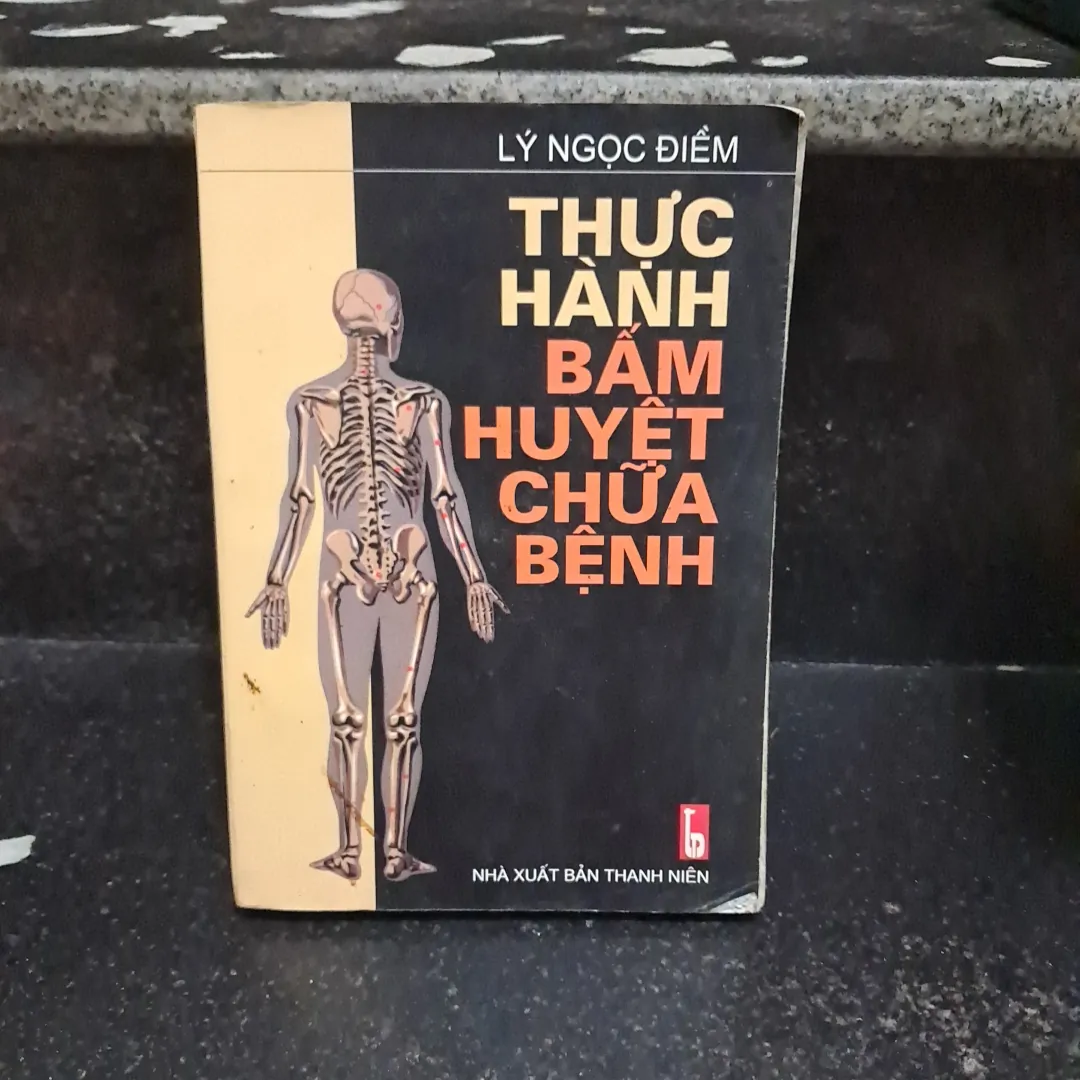 LÝ NGỌC ĐIỀM
THỰC
HÀNH
BẤM
HUYỆT
CHỮA
BỆNH
NHÀ XUẤT BẢN THANH NIÊN